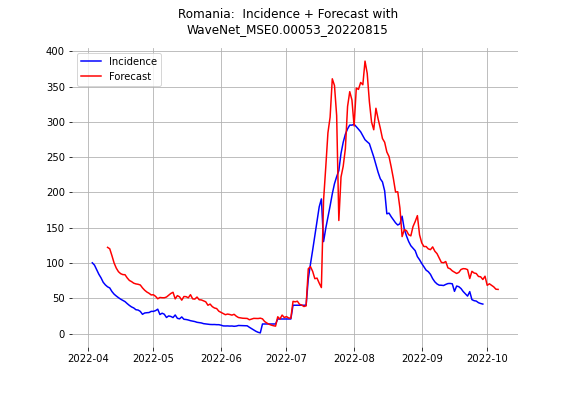 Romania:  Incidence + Forecast with
WaveNet_MSE0.00053_20220815
400
350
300
250
200
150
100
50
0
Incidence
Forecast
2022-04 2022-05 2022-06 2022-07 2022-08 2022-09 2022-10